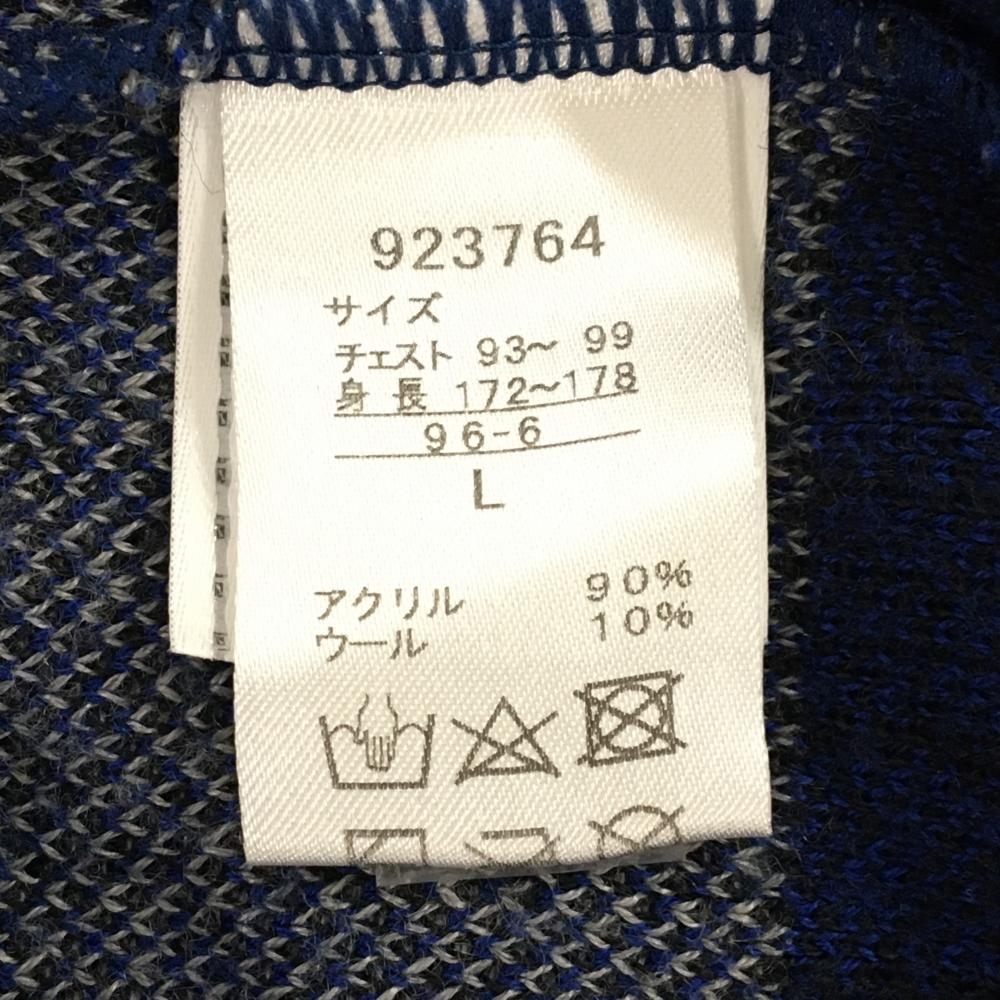 923764
サイズ
チェスト 93～ 99
身 長 172～178
96-6
L
アクリル 90%
ウール 10%